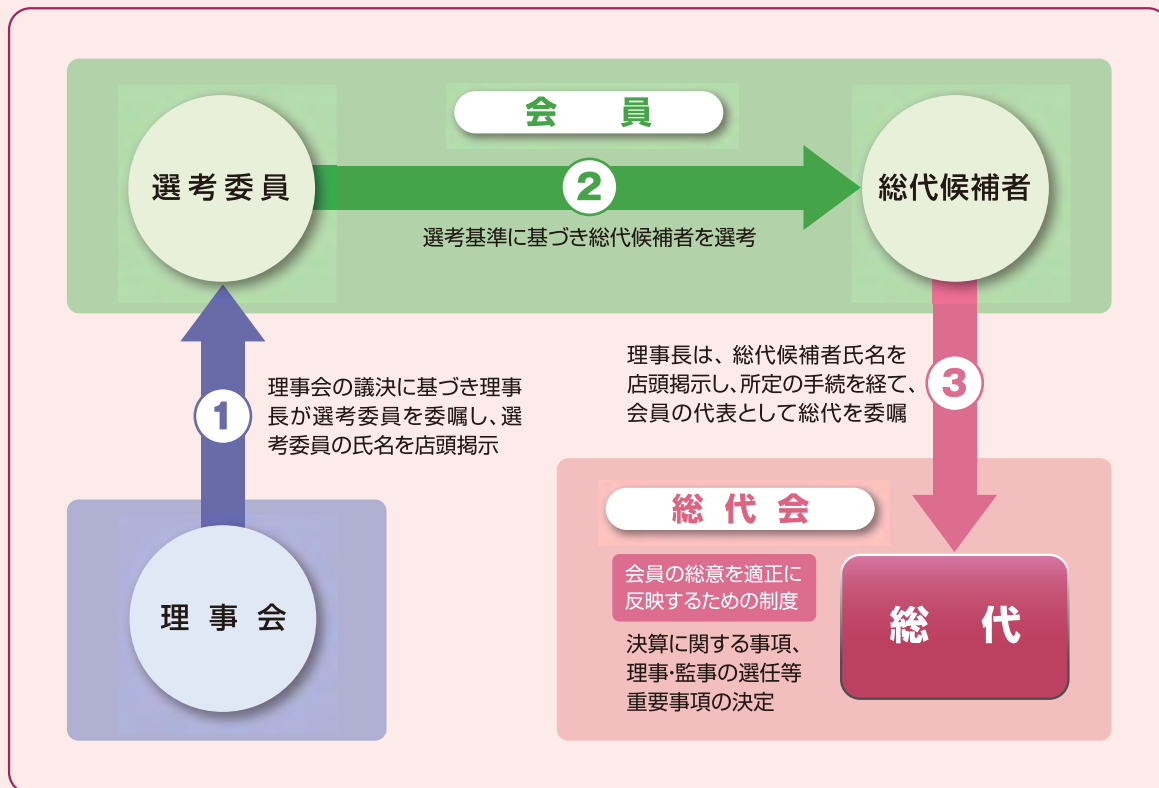 会員
選考委員
2
総代候補者
選考基準に基づき総代候補者を選考
1
理事会の議決に基づき理事
長が選考委員を委嘱し、選
考委員の氏名を店頭掲示
理事長は、総代候補者氏名を
店頭掲示し、所定の手続を経て、
会員の代表として総代を委嘱
3
理事会
総代会
会員の総意を適正に
反映するための制度
決算に関する事項、
理事・監事の選任等
重要事項の決定
総代